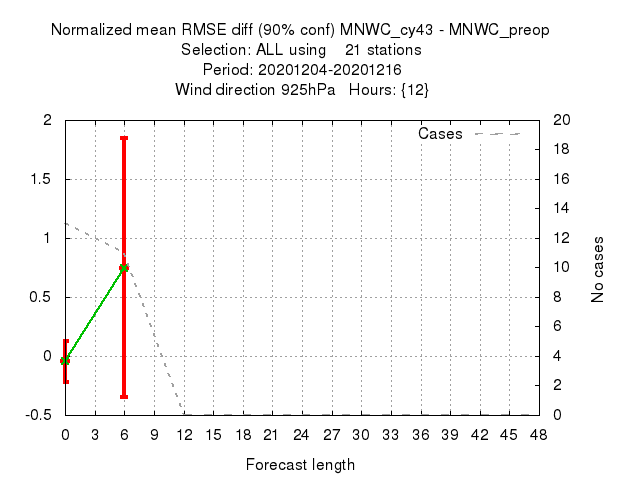 Normalized mean RMSE diff (90% conf) MNWC_cy43 - MNWC_preop
Selection: ALL using 21 stations
Period: 20201204-20201216
Wind direction 925hPa Hours: {12}
Cases
2
1.5
1
0.5
0
-0.5
20
18
16
14
12
10
8
6
4
2
0
No cases
0 3 6 9 12 15 18 21 24 27 30 33 36 39 42 45 48
Forecast length